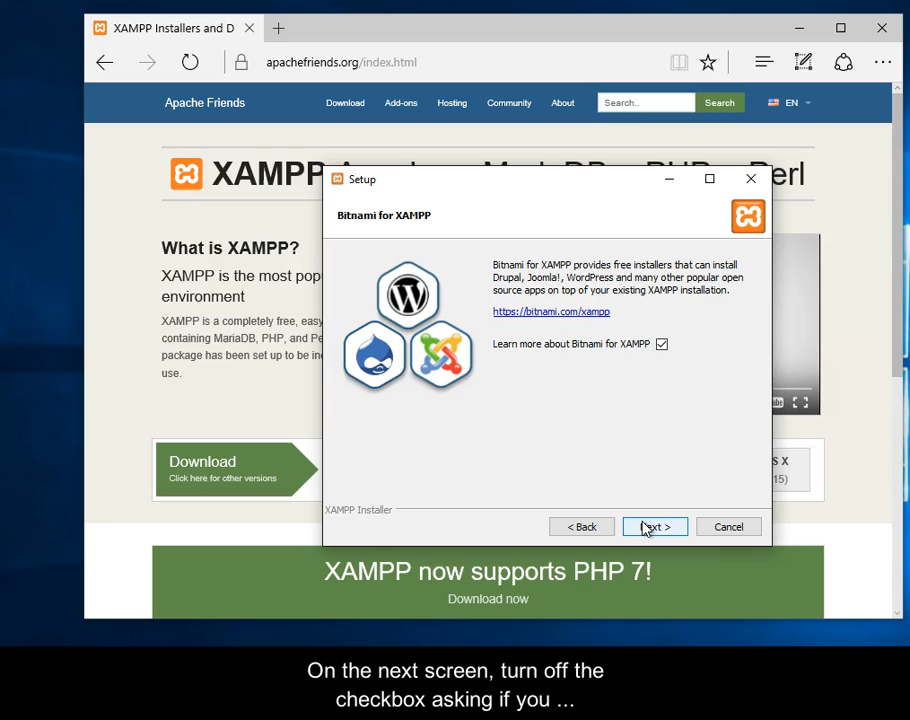 XAMPP Installers and D
apachefriends.org/index.html
Apache Friends
Download
Add-ons
Hosting
Community
About
Search..
Search
EN
XAMPP
What is XAMPP?
XAMPP is the most pop
environment
XAMPP is a completely free, easy
containing MariaDB, PHP, and Pe
package has been set up to be in
use.
Download
Click here for other versions
Setup
Bitnami for XAMPP
Bitnami for XAMPP provides free installers that can install
Drupal, Joomla!, WordPress and many other popular open
source apps on top of your existing XAMPP installation.
https://bitnami.com/xampp
Learn more about Bitnami for XAMPP
XAMPP Installer
< Back
Next >
Cancel
S X
15)
XAMPP now supports PHP 7!
Download now
On the next screen, turn off the
checkbox asking if you ...